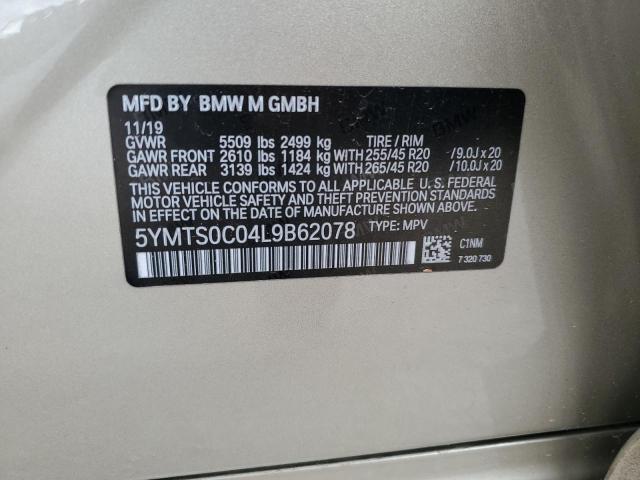 MFD BY BMW M GMBH
11/19
GVWR 5509 lbs 2499 kg TIRE / RIM
GAWR FRONT 2610 lbs 1184 kg WITH 255/45 R20 / 9.0J x 20
GAWR REAR 3139 lbs 1424 kg WITH 265/45 R20 / 10.0J x 20
THIS VEHICLE CONFORMS TO ALL APPLICABLE U. S. FEDERAL
MOTOR VEHICLE SAFETY, BUMPER, AND THEFT PREVENTION
STANDARDS IN EFFECT ON THE DATE OF MANUFACTURE SHOWN ABOVE.
5YMTS0C04L9B62078 TYPE: MPV
C1NM
7 320 730